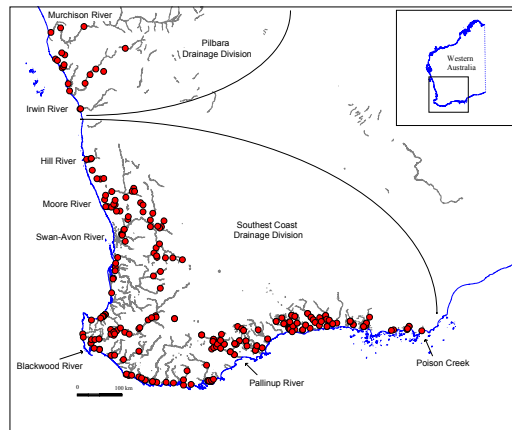 Murchison River
Pilbara
Drainage Division
Western
Australia
Irwin River
Hill River
Moore River
Southest Coast
Drainage Division
Swan-Avon River
Blackwood River
Pallinup River
Poison Creek
0 100 km